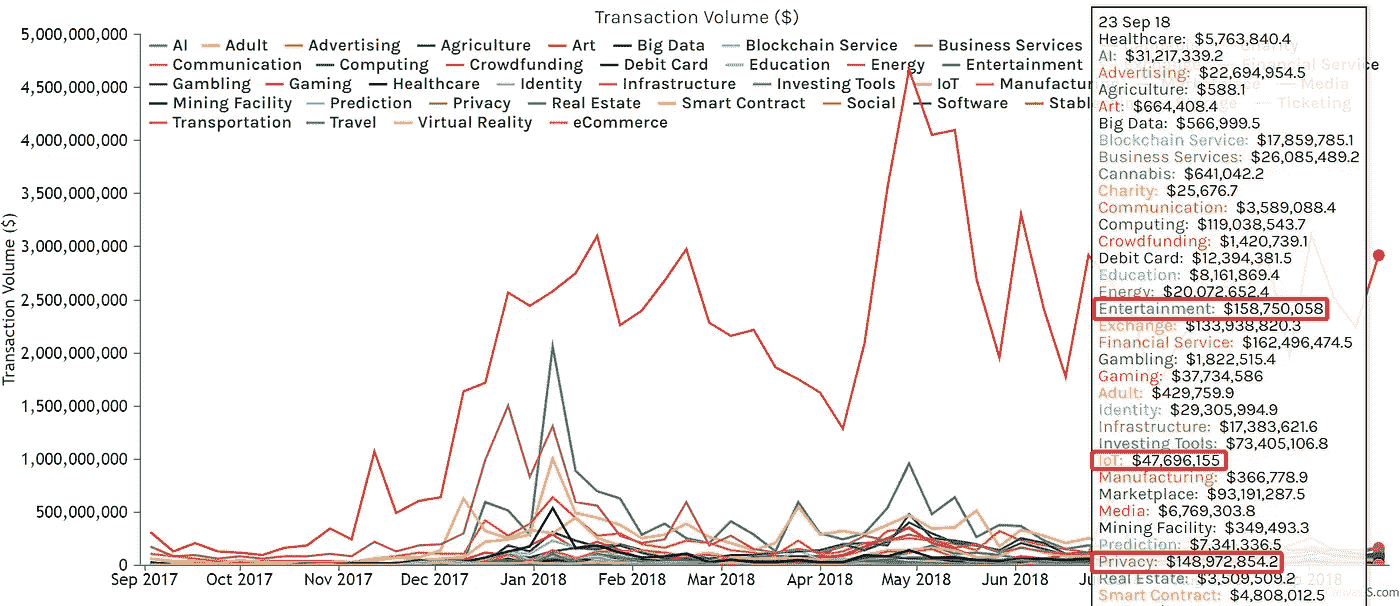 Transaction Volume ($)
5,000,000,000
4,500,000,000
4,000,000,000
3,500,000,000
3,000,000,000
2,500,000,000
2,000,000,000
1,500,000,000
1,000,000,000
500,000,000
0
Transaction Volume ($)
AI Adult Advertising Agriculture Art Big Data Blockchain Service Business Services
Communication Computing Crowdfunding Debit Card Education Energy Entertainment
Gambling Gaming Healthcare Identity Infrastructure Investing Tools IoT Manufactur
Mining Facility Prediction Privacy Real Estate Smart Contract Social Software Stabl
Transportation Travel Virtual Reality eCommerce
Charity
Financial Service
Media
Ticketing
Sep 2017 Oct 2017 Nov 2017 Dec 2017 Jan 2018 Feb 2018 Mar 2018 Apr 2018 May 2018 Jun 2018 Ju
2018
23 Sep 18
Healthcare: $5,763,840.4
AI: $31,217,339.2
Advertising: $22,694,954.5
Agriculture: $588.1
Art: $664,408.4
Big Data: $566,999.5
Blockchain Service: $17,859,785.1
Business Services: $26,085,489.2
Cannabis: $641,042.2
Charity: $25,676.7
Communication: $3,589,088.4
Computing: $119,038,543.7
Crowdfunding: $1,420,739.1
Debit Card: $12,394,381.5
Education: $8,161,869.4
Energy: $20,072,652.4
Entertainment: $158,750,058
Exchange: $133,938,820.3
Financial Service: $162,496,474.5
Gambling: $1,822,515.4
Gaming: $37,734,586
Adult: $429,759.9
Identity: $29,305,994.9
Infrastructure: $17,383,621.6
Investing Tools: $73,405,106.8
IoT: $47,696,155
Manufacturing: $366,778.9
Marketplace: $93,191,287.5
Media: $6,769,303.8
Mining Facility: $349,493.3
Prediction: $7,341,336.5
Privacy: $148,972,854.2
Real Estate: $3,509,509.2
Smart Contract: $4,808,012.5